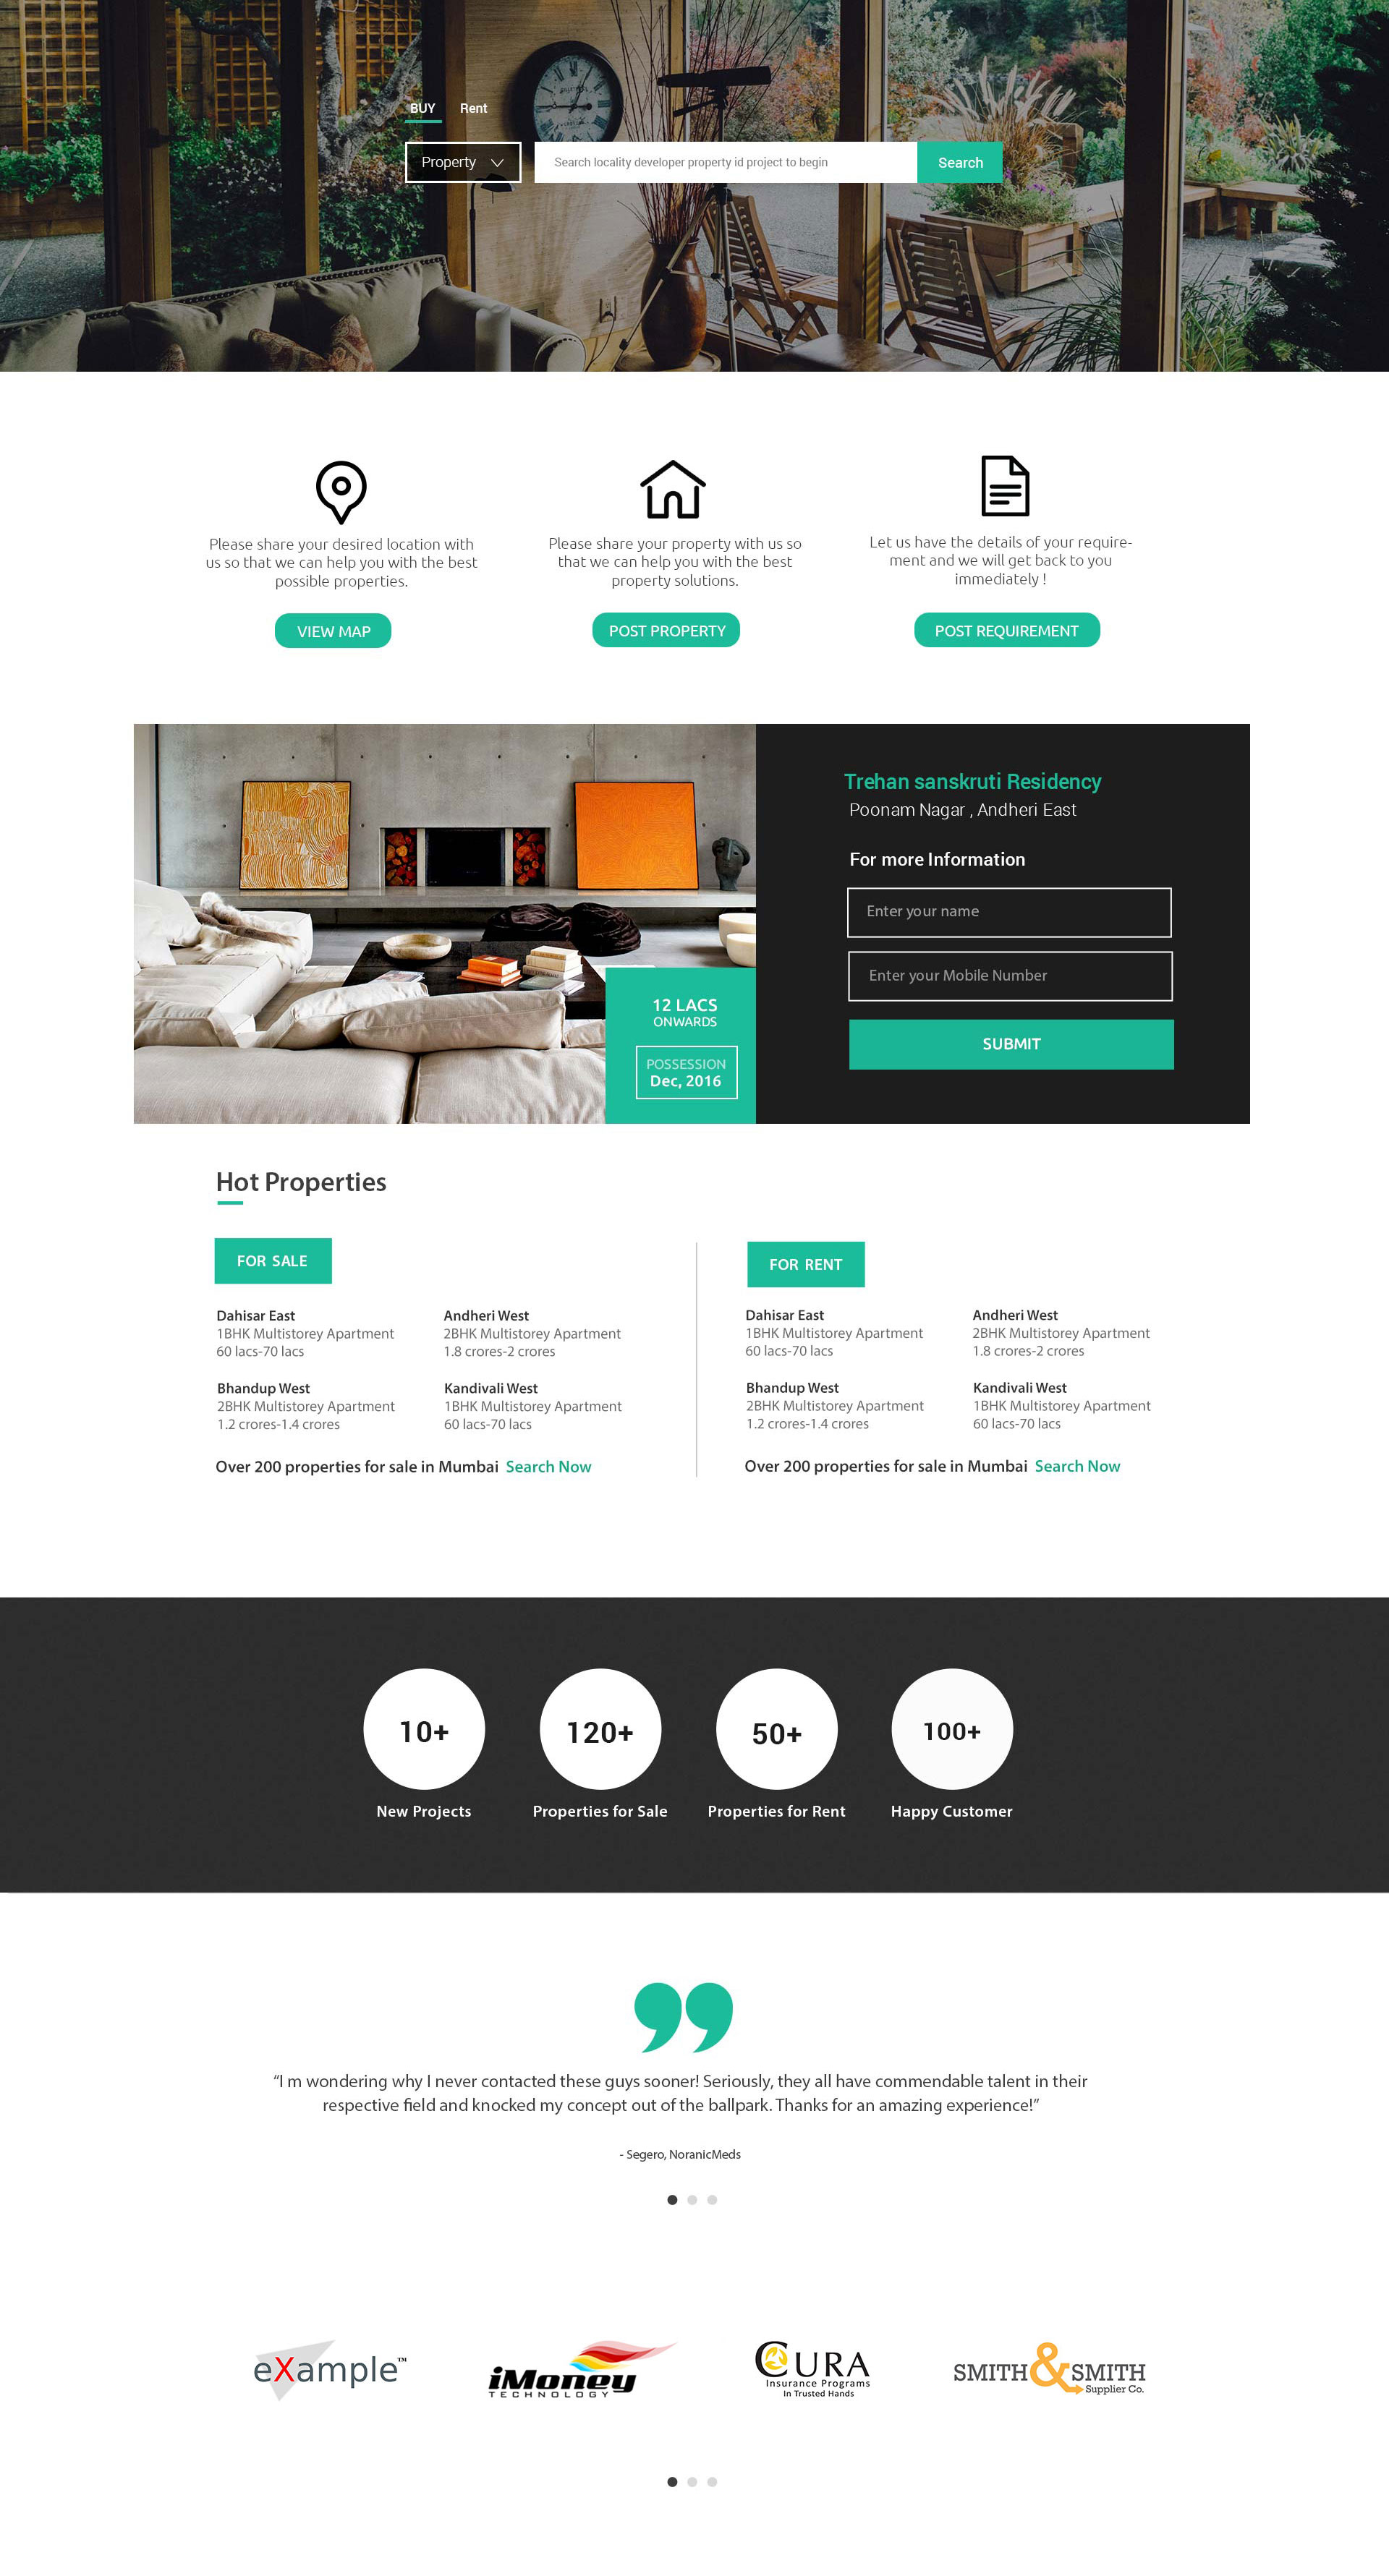 BUY Rent
Property
Search locality developer property id project to begin
Search
Please share your desired location with
us so that we can help you with the best
possible properties.
VIEW MAP
Please share your property with us so
that we can help you with the best
property solutions.
POST PROPERTY
Let us have the details of your require-
ment and we will get back to you
immediately !
POST REQUIREMENT
12 LACS
ONWARDS
POSSESSION
Dec, 2016
Trehan sanskruti Residency
Poonam Nagar , Andheri East
For more Information
Enter your name
Enter your Mobile Number
SUBMIT
Hot Properties
FOR SALE
Dahisar East
1BHK Multistorey Apartment
60 lacs-70 lacs
Andheri West
2BHK Multistorey Apartment
1.8 crores-2 crores
Bhandup West
2BHK Multistorey Apartment
1.2 crores-1.4 crores
Kandivali West
1BHK Multistorey Apartment
60 lacs-70 lacs
Over 200 properties for sale in Mumbai Search Now
FOR RENT
Dahisar East
1BHK Multistorey Apartment
60 lacs-70 lacs
Andheri West
2BHK Multistorey Apartment
1.8 crores-2 crores
Bhandup West
2BHK Multistorey Apartment
1.2 crores-1.4 crores
Kandivali West
1BHK Multistorey Apartment
60 lacs-70 lacs
Over 200 properties for sale in Mumbai Search Now
10+
New Projects
120+
Properties for Sale
50+
Properties for Rent
100+
Happy Customer
“I m wondering why I never contacted these guys sooner! Seriously, they all have commendable talent in their
respective field and knocked my concept out of the ballpark. Thanks for an amazing experience!”
- Segero, NoranicMeds
eXample™
iMoney
TECHNOLOGY
CURA
Insurance Programs
In Trusted Hands
SMITH & SMITH
Supplier Co.